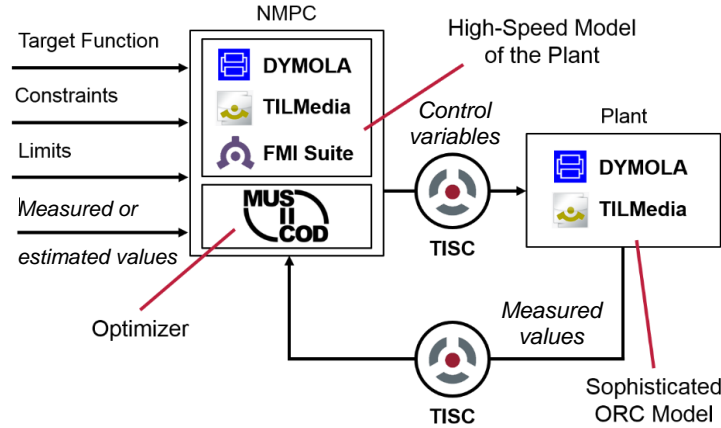 NMPC
Target Function
Constraints
Limits
Measured or
estimated values
DYMOLA
TILMedia
FMI Suite
MUS
II
COD
Optimizer
High-Speed Model
of the Plant
Control
variables
TISC
Plant
DYMOLA
TILMedia
Measured
values
TISC
Sophisticated
ORC Model